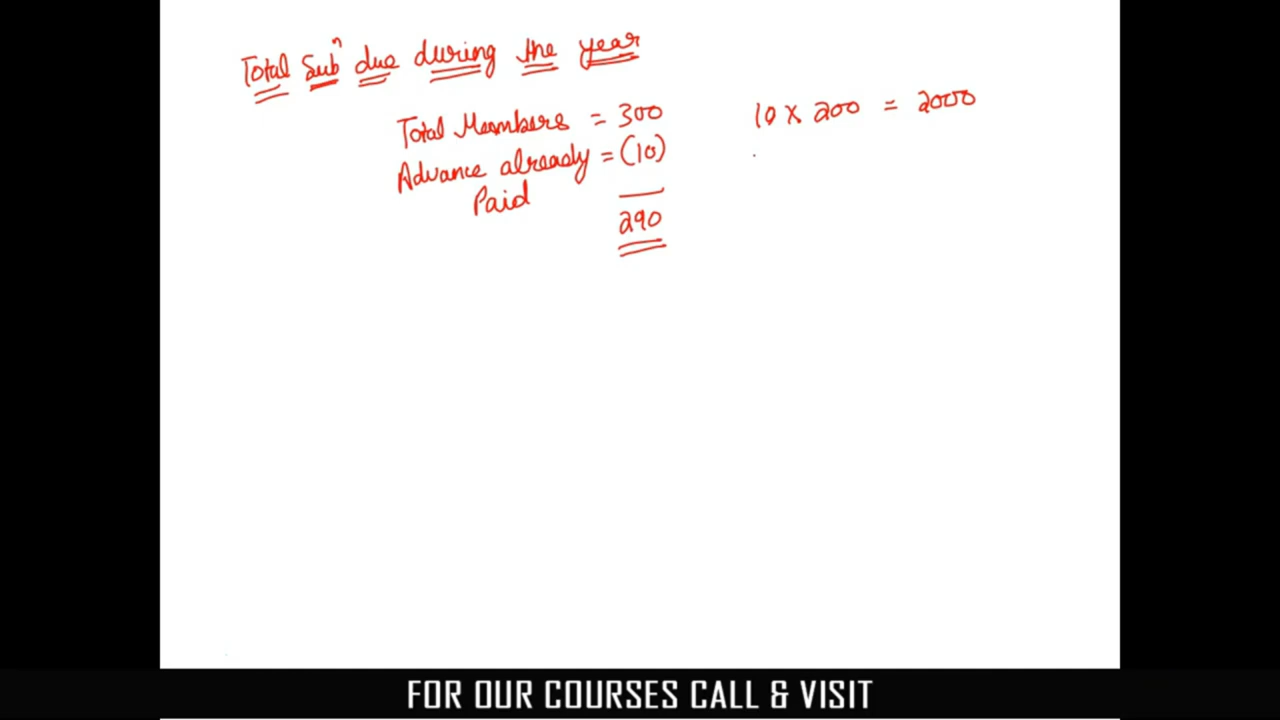 Total Subⁿ due during the year
Total Members = 300
10 x 200 = 2000
Advance already = (10)
Paid
290
FOR OUR COURSES CALL & VISIT